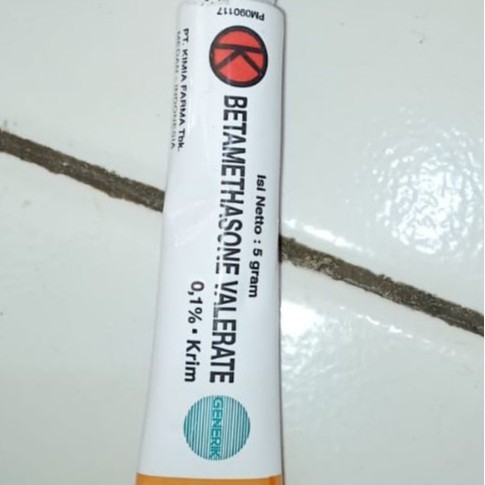 PM090117
K
BETAMETHASONE VALERATE
Isi Netto : 5 gram
0,1% • Krim
GENERIK
PT. KIMIA FARMA Tbk.
MEDAN - INDONESIA